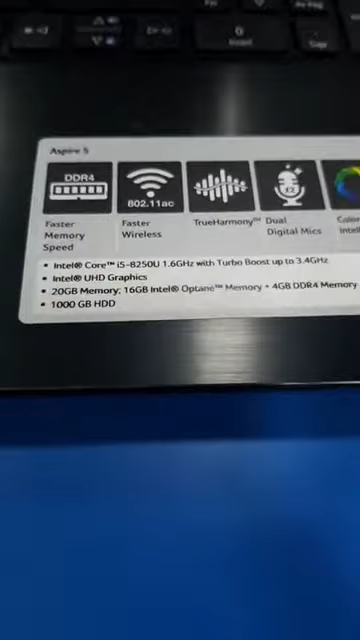 Insert
Aspire 5
DDR4
802.11ac
Faster Memory Speed
Faster Wireless
TrueHarmony™
Dual Digital Mics
• Intel® Core™ i5-8250U 1.6GHz with Turbo Boost up to 3.4GHz
• Intel® UHD Graphics
• 20GB Memory; 16GB Intel® Optane™ Memory + 4GB DDR4 Memory
• 1000 GB HDD